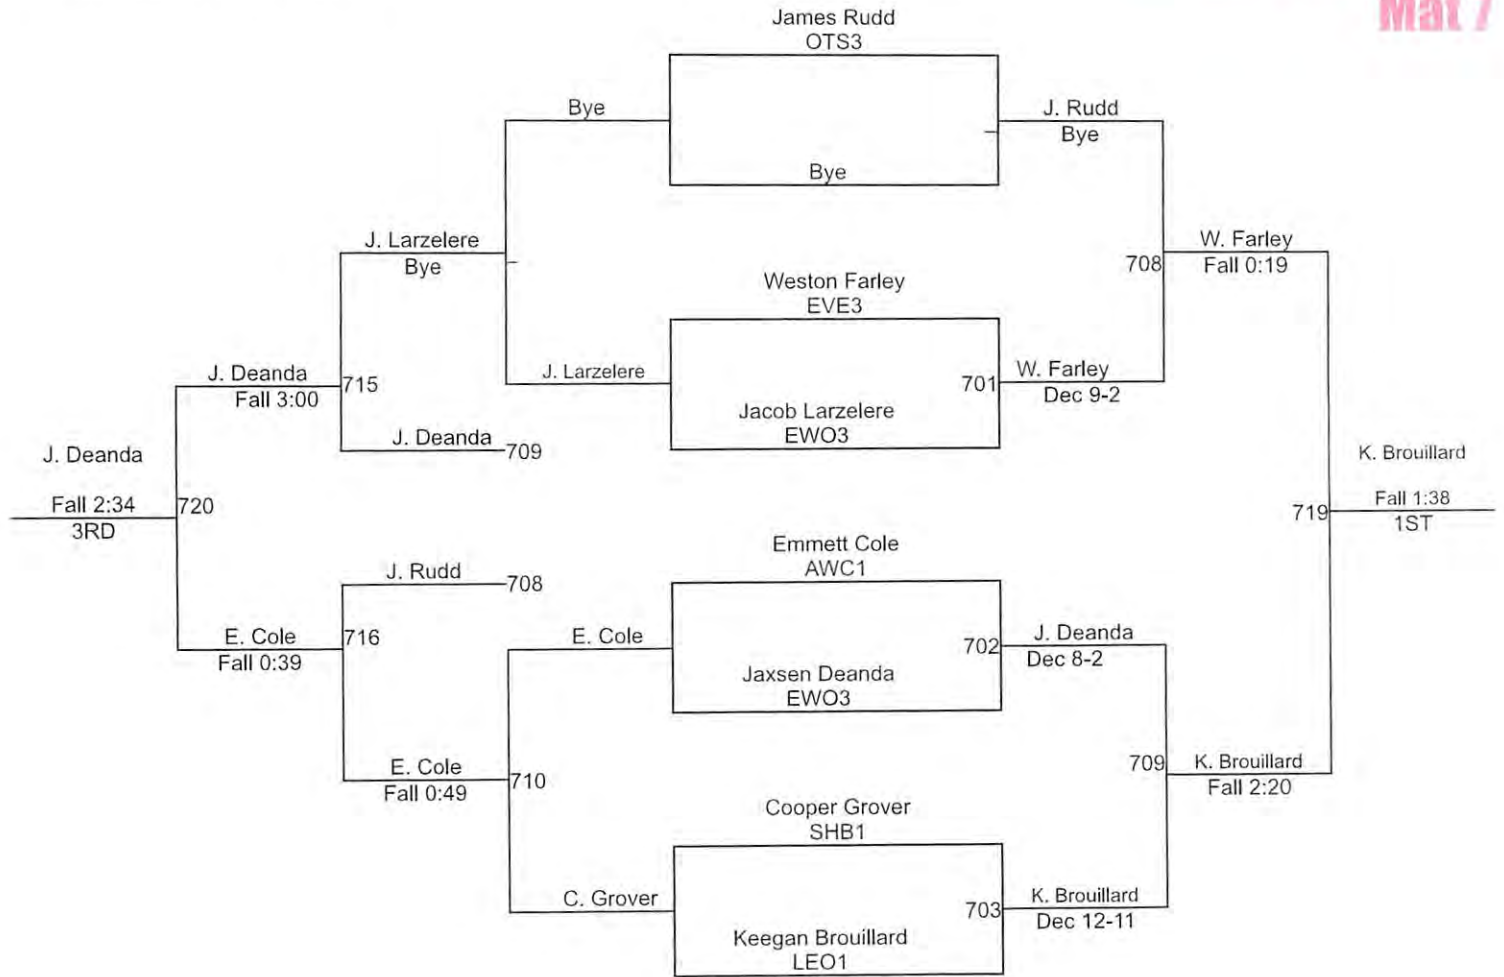 Mat 7
James Rudd
OTS3
Bye
J. Rudd
Bye
Bye
J. Larzelere
Bye
W. Farley
708
Fall 0:19
Weston Farley
EVE3
J. Deanda
715
Fall 3:00
J. Larzelere
701
W. Farley
Dec 9-2
Jacob Larzelere
EWO3
J. Deanda
709
J. Deanda
K. Brouillard
Fall 2:34
720
3RD
Fall 1:38
719
1ST
Emmett Cole
AWC1
J. Rudd
708
E. Cole
716
Fall 0:39
E. Cole
702
J. Deanda
Dec 8-2
Jaxsen Deanda
EWO3
E. Cole
710
Fall 0:49
709
K. Brouillard
Fall 2:20
Cooper Grover
SHB1
C. Grover
703
K. Brouillard
Dec 12-11
Keegan Brouillard
LEO1